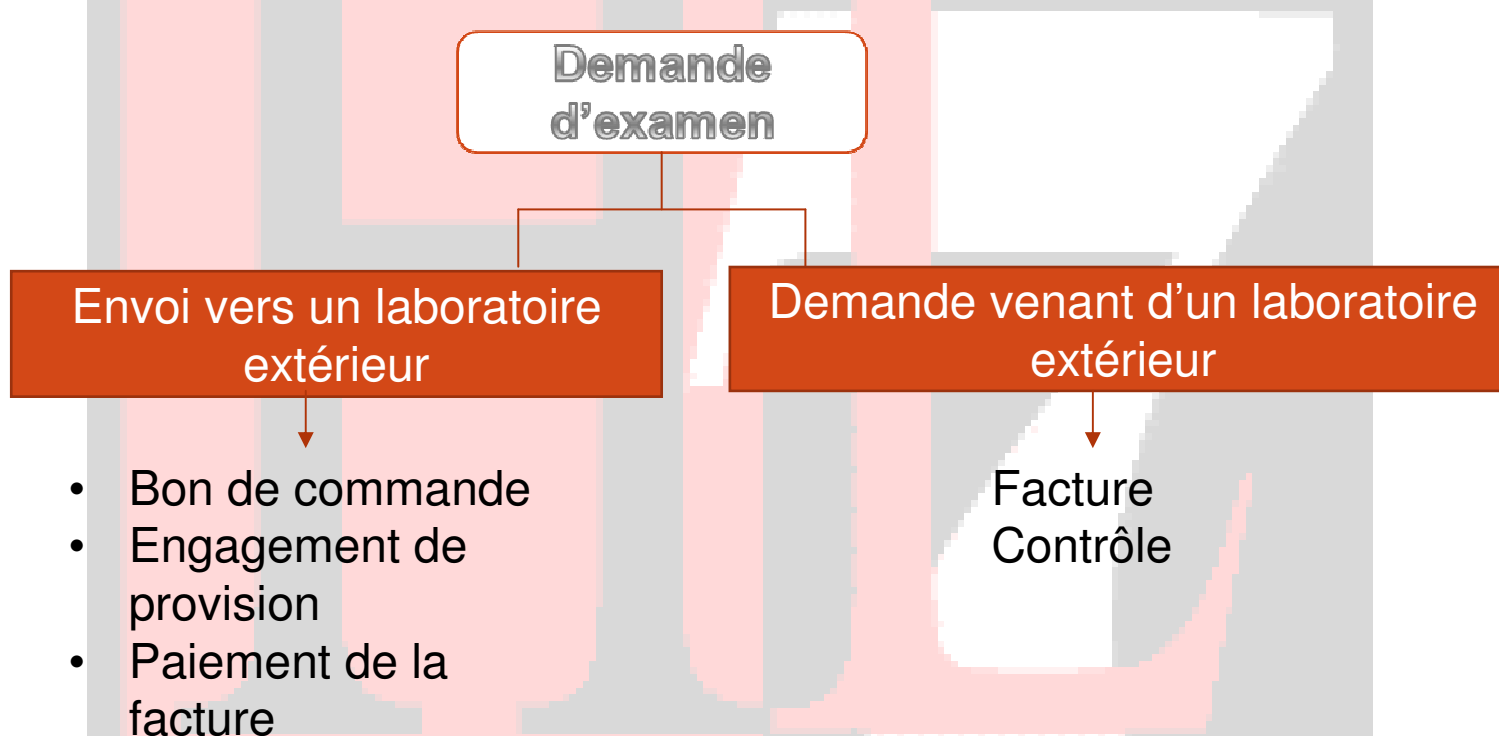 Demande
d’examen
Envoi vers un laboratoire
extérieur
Demande venant d’un laboratoire
extérieur
• Bon de commande
• Engagement de
provision
• Paiement de la
facture
Facture
Contrôle